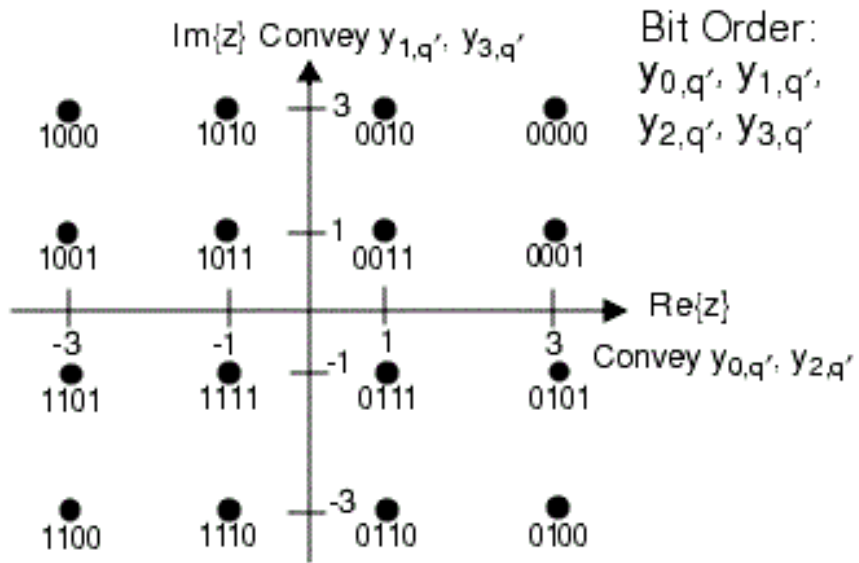 Im{z} Convey y1,q′, y3,q′
Bit Order:
y0,q′, y1,q′,
y2,q′, y3,q′
3
1000 1010 0010 0000
1
1001 1011 0011 0001
Re{z}
-3 -1 1 3
Convey y0,q′, y2,q′
-1
1101 1111 0111 0101
-3
1100 1110 0110 0100